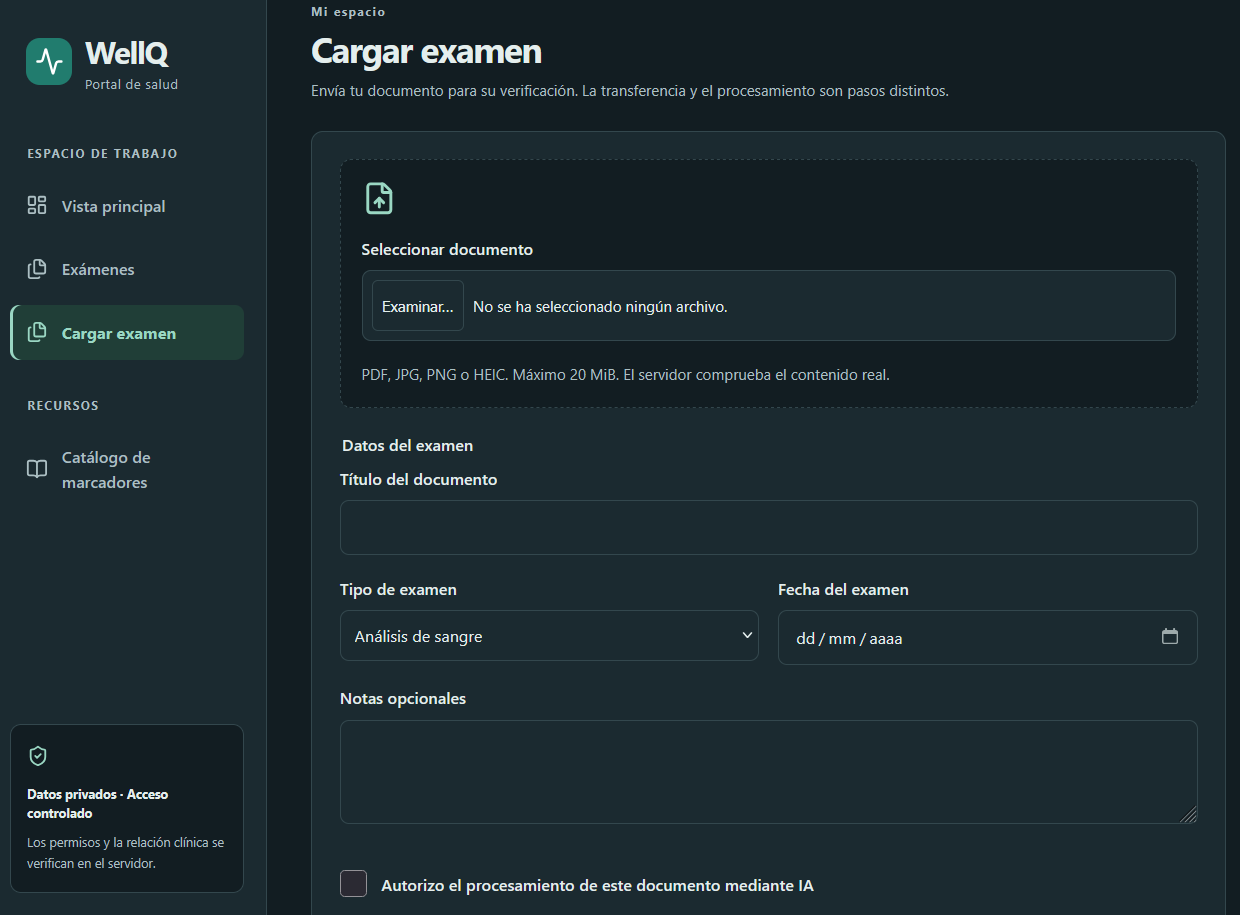 WellQ
Portal de salud
ESPACIO DE TRABAJO
Vista principal
Exámenes
Cargar examen
RECURSOS
Catálogo de
marcadores
Datos privados · Acceso
controlado
Los permisos y la relación clínica se
verifican en el servidor.
Mi espacio
Cargar examen
Envía tu documento para su verificación. La transferencia y el procesamiento son pasos distintos.
Seleccionar documento
Examinar... No se ha seleccionado ningún archivo.
PDF, JPG, PNG o HEIC. Máximo 20 MiB. El servidor comprueba el contenido real.
Datos del examen
Título del documento
Tipo de examen
Análisis de sangre
Fecha del examen
dd / mm / aaaa
Notas opcionales
Autorizo el procesamiento de este documento mediante IA